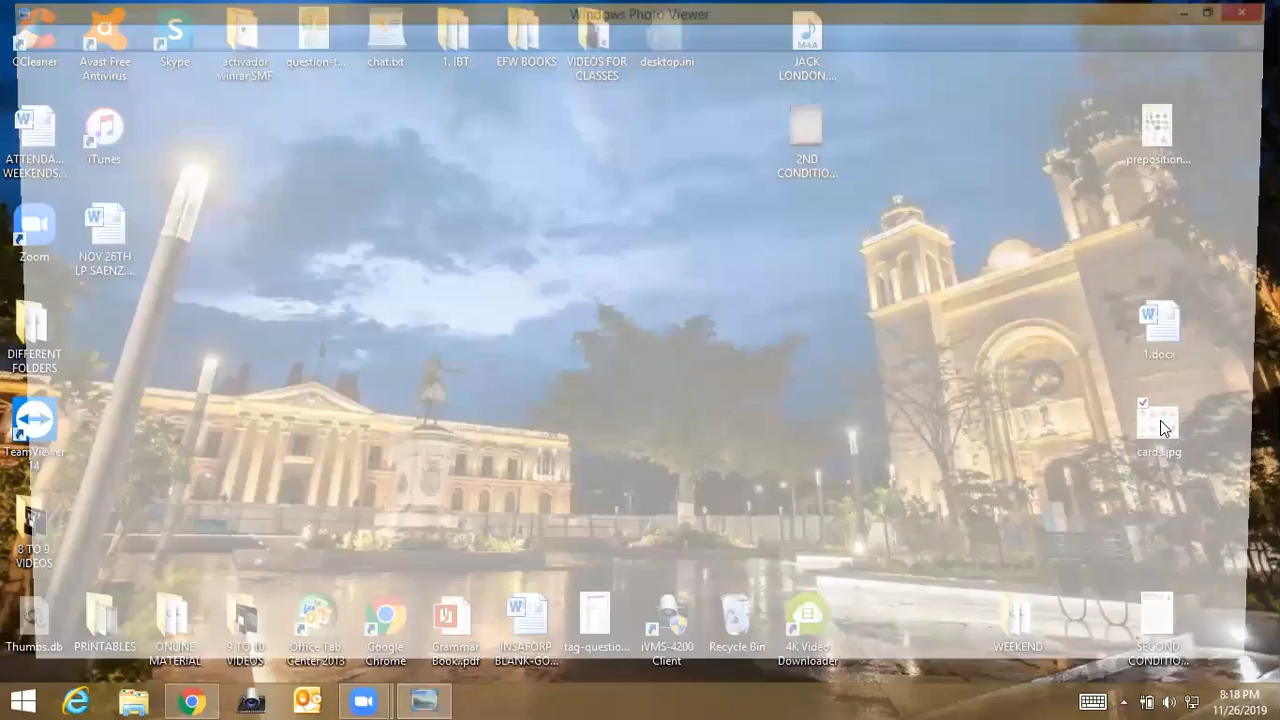 Windows Photo Viewer
CCleaner
Avast Free
Antivirus
Skype
activador
winrar SMF
question-t...
chat.txt
1. IBT
EFW BOOKS
VIDEOS FOR
CLASSES
desktop.ini
M4A
JACK
LONDON....
ATTENDA...
WEEKENDS...
iTunes
2ND
CONDITIO...
preposition...
Zoom
NOV 26TH
LP SAENZ....
DIFFERENT
FOLDERS
1.docx
TeamViewer
14
cards.jpg
8 TO 9
VIDEOS
Thumbs.db
PRINTABLES
ONLINE
MATERIAL
9 TO 10
VIDEOS
Office Tab
Center 2013
Google
Chrome
Grammar
Book..pdf
INSAFORP
BLANK-GO...
tag-questio...
iVMS-4200
Client
Recycle Bin
4K Video
Downloader
WEEKEND
SECOND
CONDITIO...
8:18 PM
11/26/2019